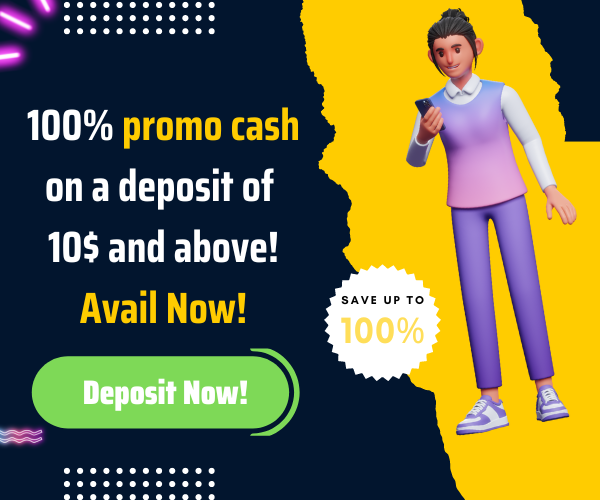 100% promo cash
on a deposit of
10$ and above!
Avail Now!
SAVE UP TO
100%
Deposit Now!